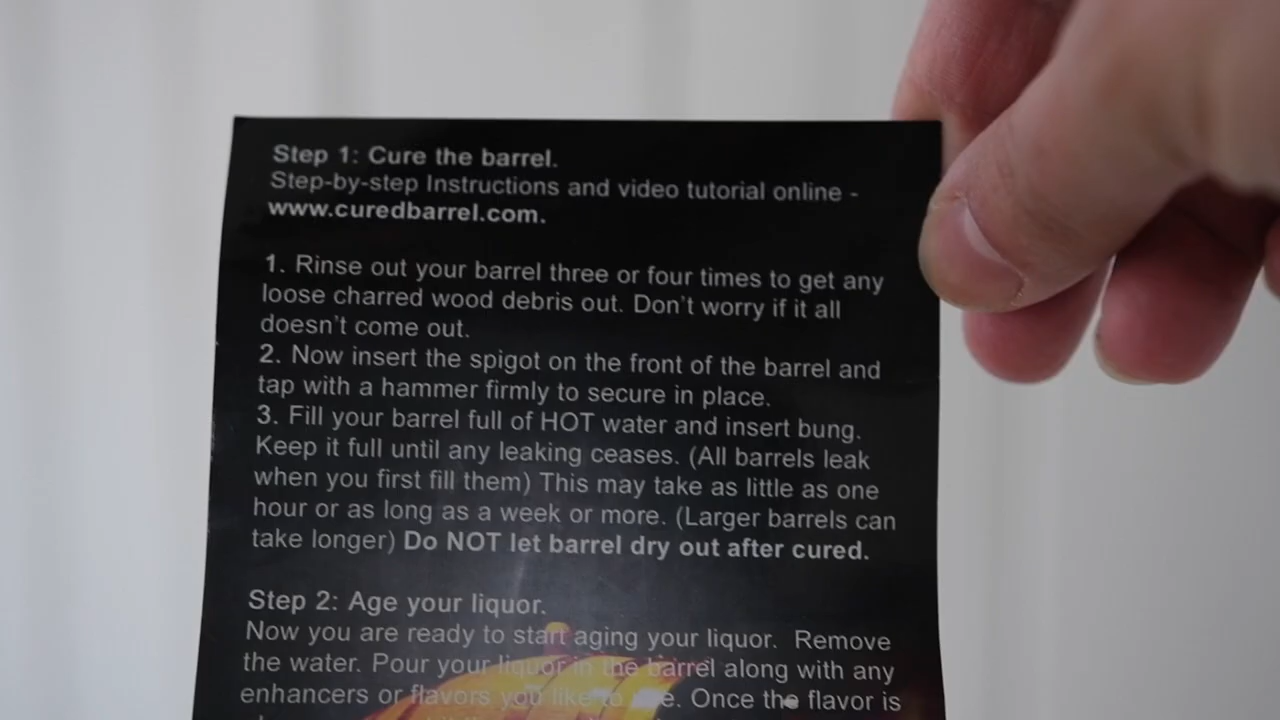 Step 1: Cure the barrel.
Step-by-step Instructions and video tutorial online -
www.curedbarrel.com.
1. Rinse out your barrel three or four times to get any
loose charred wood debris out. Don't worry if it all
doesn't come out.
2. Now insert the spigot on the front of the barrel and
tap with a hammer firmly to secure in place.
3. Fill your barrel full of HOT water and insert bung.
Keep it full until any leaking ceases. (All barrels leak
when you first fill them) This may take as little as one
hour or as long as a week or more. (Larger barrels can
take longer) Do NOT let barrel dry out after cured.
Step 2: Age your liquor.
Now you are ready to start aging your liquor. Remove
the water. Pour your liquor in the barrel along with any
enhancers or flavors you like to Once the flavor is